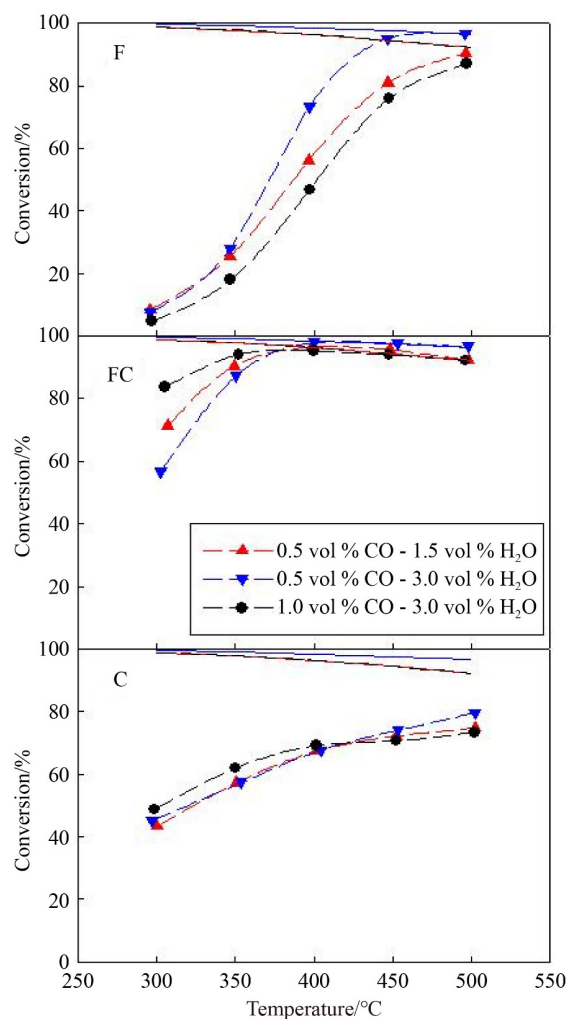 100
F
80
60
40
20
Conversion/%
100
FC
80
60
40
20
Conversion/%
0.5 vol % CO - 1.5 vol % H₂O
0.5 vol % CO - 3.0 vol % H₂O
1.0 vol % CO - 3.0 vol % H₂O
100
C
80
60
40
20
0
Conversion/%
250 300 350 400 450 500 550
Temperature/°C